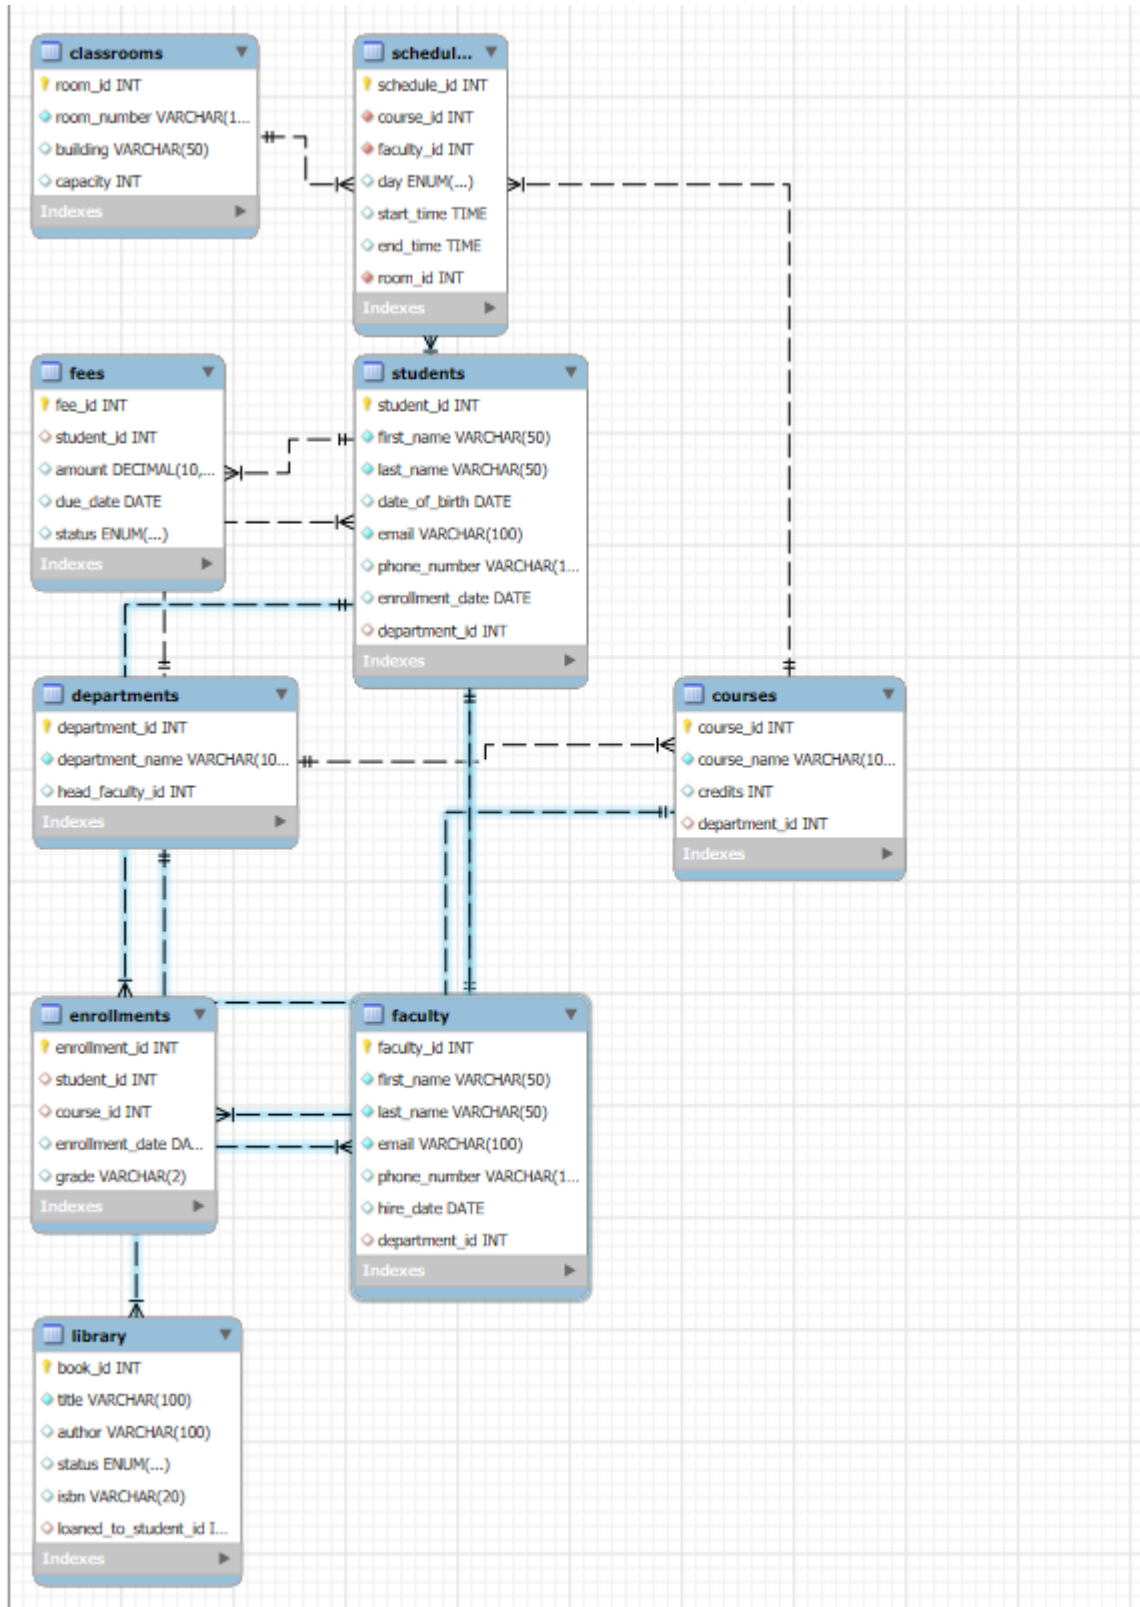 classrooms
room_id INT
room_number VARCHAR(1...
building VARCHAR(50)
capacity INT
Indexes
schedul...
schedule_id INT
course_id INT
faculty_id INT
day ENUM(...)
start_time TIME
end_time TIME
room_id INT
Indexes
fees
fee_id INT
student_id INT
amount DECIMAL(10,...
due_date DATE
status ENUM(...)
Indexes
students
student_id INT
first_name VARCHAR(50)
last_name VARCHAR(50)
date_of_birth DATE
email VARCHAR(100)
phone_number VARCHAR(1...
enrollment_date DATE
department_id INT
Indexes
departments
department_id INT
department_name VARCHAR(10...
head_faculty_id INT
Indexes
courses
course_id INT
course_name VARCHAR(10...
credits INT
department_id INT
Indexes
enrollments
enrollment_id INT
student_id INT
course_id INT
enrollment_date DA...
grade VARCHAR(2)
Indexes
faculty
faculty_id INT
first_name VARCHAR(50)
last_name VARCHAR(50)
email VARCHAR(100)
phone_number VARCHAR(1...
hire_date DATE
department_id INT
Indexes
library
book_id INT
title VARCHAR(100)
author VARCHAR(100)
status ENUM(...)
isbn VARCHAR(20)
loaned_to_student_id I...
Indexes